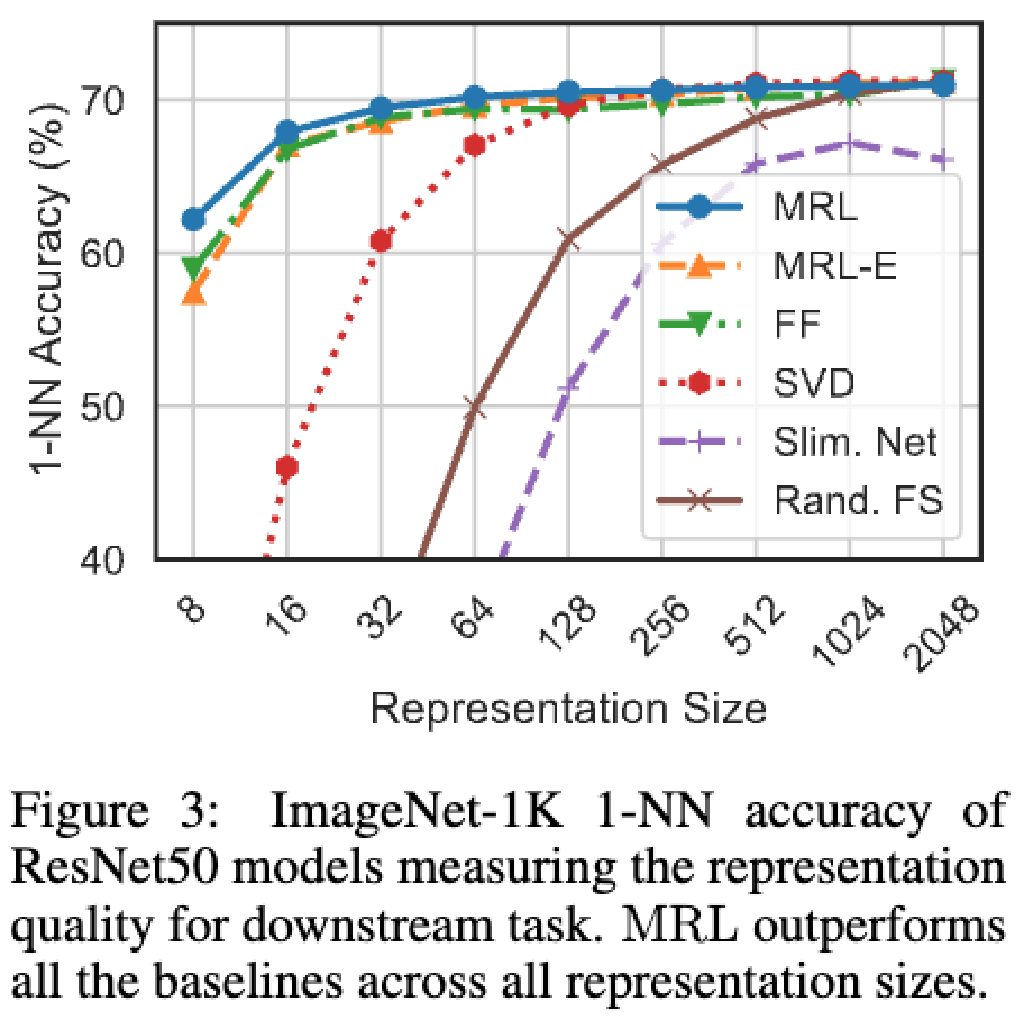 70
60
50
40
1-NN Accuracy (%)
MRL
MRL-E
FF
SVD
Slim. Net
Rand. FS
8 16 32 64 128 256 512 1024 2048
Representation Size
Figure 3: ImageNet-1K 1-NN accuracy of
ResNet50 models measuring the representation
quality for downstream task. MRL outperforms
all the baselines across all representation sizes.